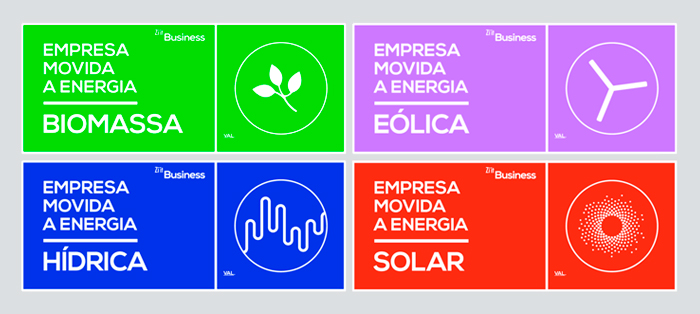 Business
EMPRESA
MOVIDA
A ENERGIA
BIOMASSA
VAL
Business
EMPRESA
MOVIDA
A ENERGIA
EÓLICA
VAL
Business
EMPRESA
MOVIDA
A ENERGIA
HÍDRICA
VAL
Business
EMPRESA
MOVIDA
A ENERGIA
SOLAR
VAL